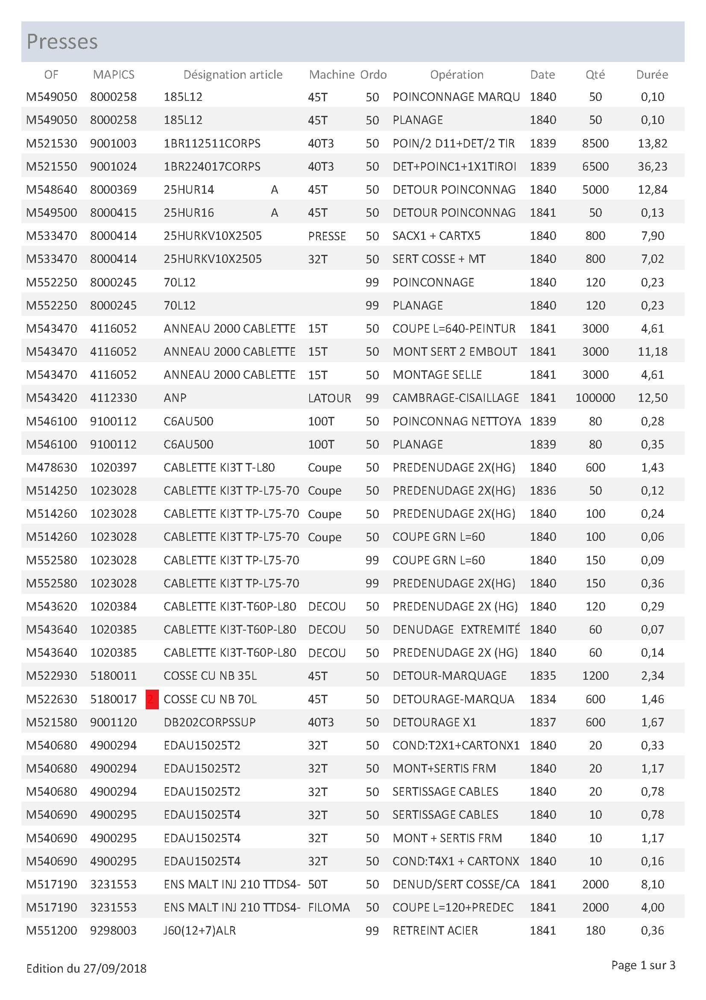 Presses
OF MAPICS Désignation article Machine Ordo Opération Date Qté Durée
M549050 8000258 185L12 45T 50 POINCONNAGE MARQU 1840 50 0,10
M549050 8000258 185L12 45T 50 PLANAGE 1840 50 0,10
M521530 9001003 1BR112511CORPS 40T3 50 POIN/2 D11+DET/2 TIR 1839 8500 13,82
M521550 9001024 1BR224017CORPS 40T3 50 DET+POINC1+1X1TIROI 1839 6500 36,23
M548640 8000369 25HUR14 A 45T 50 DETOUR POINCONNAG 1840 5000 12,84
M549500 8000415 25HUR16 A 45T 50 DETOUR POINCONNAG 1841 50 0,13
M533470 8000414 25HURKV10X2505 PRESSE 50 SACX1 + CARTX5 1840 800 7,90
M533470 8000414 25HURKV10X2505 32T 50 SERT COSSE + MT 1840 800 7,02
M552250 8000245 70L12 99 POINCONNAGE 1840 120 0,23
M552250 8000245 70L12 99 PLANAGE 1840 120 0,23
M543470 4116052 ANNEAU 2000 CABLETTE 15T 50 COUPE L=640-PEINTUR 1841 3000 4,61
M543470 4116052 ANNEAU 2000 CABLETTE 15T 50 MONT SERT 2 EMBOUT 1841 3000 11,18
M543470 4116052 ANNEAU 2000 CABLETTE 15T 50 MONTAGE SELLE 1841 3000 4,61
M543420 4112330 ANP LATOUR 99 CAMBRAGE-CISAILLAGE 1841 100000 12,50
M546100 9100112 C6AU500 100T 50 POINCONNAG NETTOYA 1839 80 0,28
M546100 9100112 C6AU500 100T 50 PLANAGE 1839 80 0,35
M478630 1020397 CABLETTE KI3T T-L80 Coupe 50 PREDENUDAGE 2X(HG) 1840 600 1,43
M514250 1023028 CABLETTE KI3T TP-L75-70 Coupe 50 PREDENUDAGE 2X(HG) 1836 50 0,12
M514260 1023028 CABLETTE KI3T TP-L75-70 Coupe 50 PREDENUDAGE 2X(HG) 1840 100 0,24
M514260 1023028 CABLETTE KI3T TP-L75-70 Coupe 50 COUPE GRN L=60 1840 100 0,06
M552580 1023028 CABLETTE KI3T TP-L75-70 99 COUPE GRN L=60 1840 150 0,09
M552580 1023028 CABLETTE KI3T TP-L75-70 99 PREDENUDAGE 2X(HG) 1840 150 0,36
M543620 1020384 CABLETTE KI3T-T60P-L80 DECOU 50 PREDENUDAGE 2X (HG) 1840 120 0,29
M543640 1020385 CABLETTE KI3T-T60P-L80 DECOU 50 DENUDAGE EXTREMITÉ 1840 60 0,07
M543640 1020385 CABLETTE KI3T-T60P-L80 DECOU 50 PREDENUDAGE 2X (HG) 1840 60 0,14
M522930 5180011 COSSE CU NB 35L 45T 50 DETOUR-MARQUAGE 1835 1200 2,34
M522630 5180017 2 COSSE CU NB 70L 45T 50 DETOURAGE-MARQUA 1834 600 1,46
M521580 9001120 DB202CORPSSUP 40T3 50 DETOURAGE X1 1837 600 1,67
M540680 4900294 EDAU15025T2 32T 50 COND:T2X1+CARTONX1 1840 20 0,33
M540680 4900294 EDAU15025T2 32T 50 MONT+SERTIS FRM 1840 20 1,17
M540680 4900294 EDAU15025T2 32T 50 SERTISSAGE CABLES 1840 20 0,78
M540690 4900295 EDAU15025T4 32T 50 SERTISSAGE CABLES 1840 10 0,78
M540690 4900295 EDAU15025T4 32T 50 MONT + SERTIS FRM 1840 10 1,17
M540690 4900295 EDAU15025T4 32T 50 COND:T4X1 + CARTONX 1840 10 0,16
M517190 3231553 ENS MALT INJ 210 TTDS4- 50T 50 DENUD/SERT COSSE/CA 1841 2000 8,10
M517190 3231553 ENS MALT INJ 210 TTDS4- FILOMA 50 COUPE L=120+PREDEC 1841 2000 4,00
M551200 9298003 J60(12+7)ALR 99 RETREINT ACIER 1841 180 0,36
Edition du 27/09/2018 Page 1 sur 3